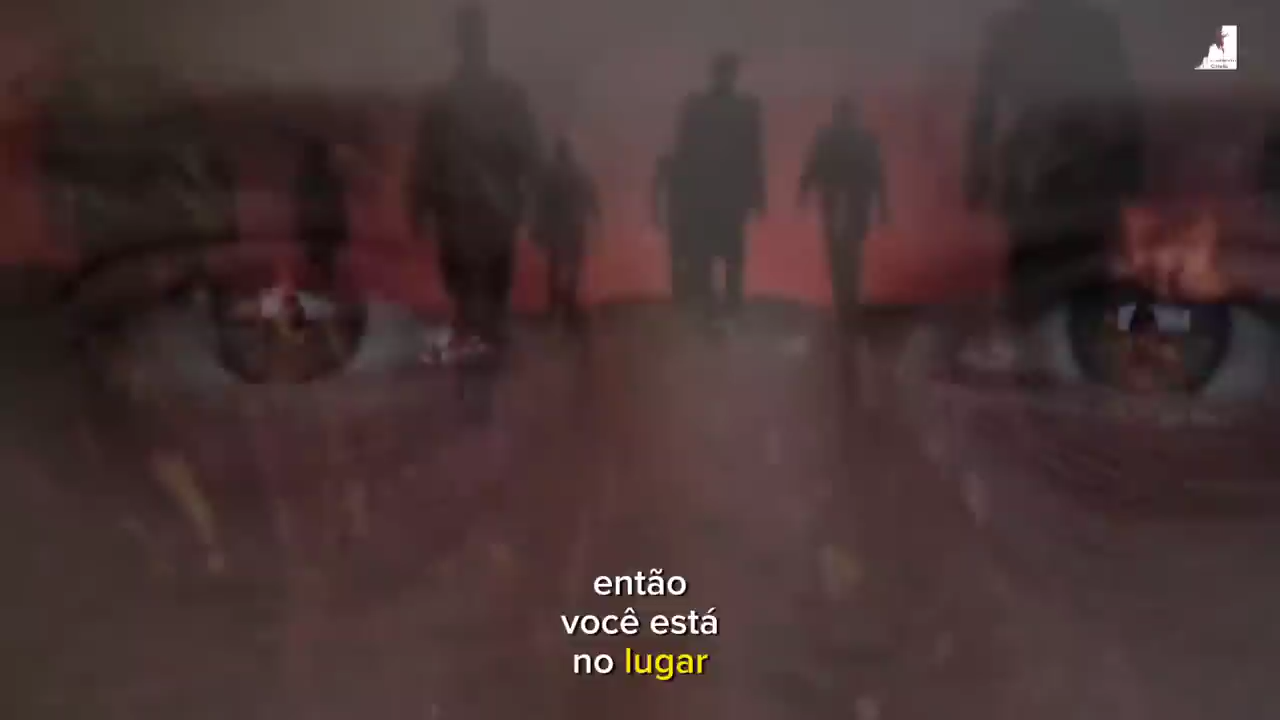 então
você está
no lugar